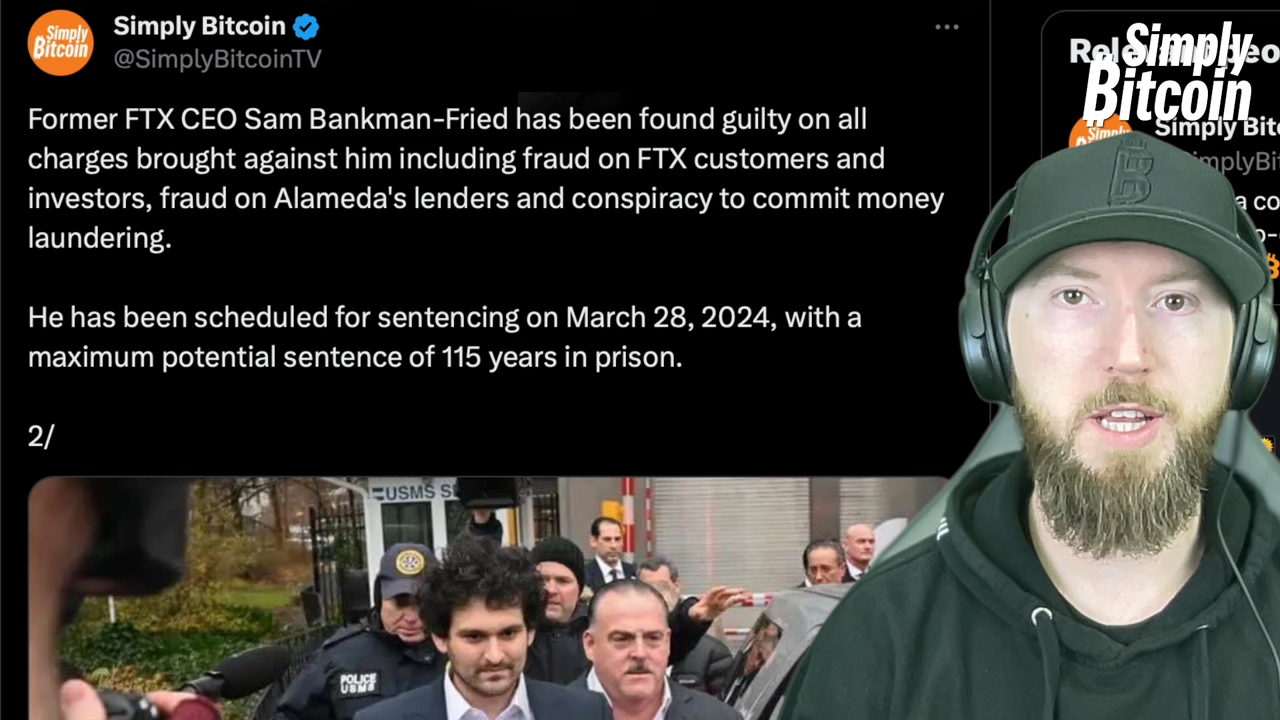 Simply Bitcoin
Simply Bitcoin
@SimplyBitcoinTV
Former FTX CEO Sam Bankman-Fried has been found guilty on all
charges brought against him including fraud on FTX customers and
investors, fraud on Alameda's lenders and conspiracy to commit money
laundering.
He has been scheduled for sentencing on March 28, 2024, with a
maximum potential sentence of 115 years in prison.
2/
USMS
POLICE
USMS
Simply
Bitcoin
Simply